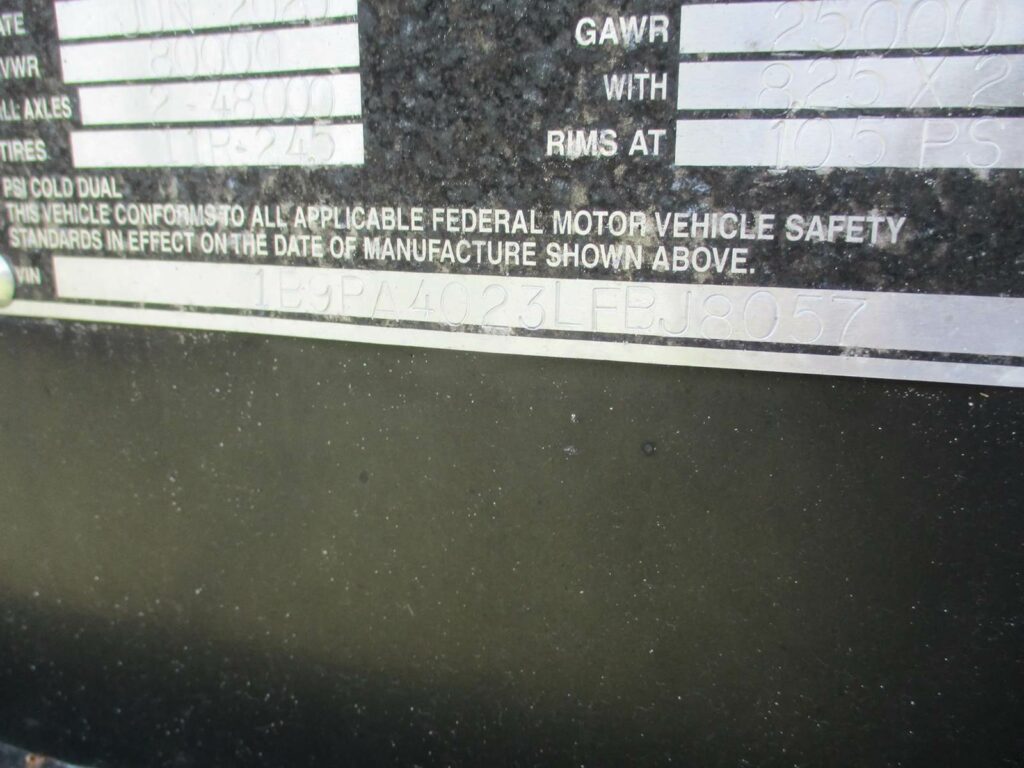 ATE JUN 2020
VWR 80000
ALL AXLES 2-48000
TIRES 11R-245
GAWR 25000
WITH 825 X 2
RIMS AT 105 PS
PSI COLD DUAL
THIS VEHICLE CONFORMS TO ALL APPLICABLE FEDERAL MOTOR VEHICLE SAFETY
STANDARDS IN EFFECT ON THE DATE OF MANUFACTURE SHOWN ABOVE.
VIN 1B9PA4023LFBJ8057